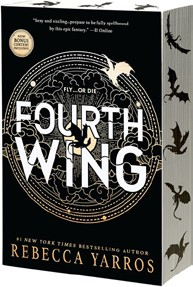 "Sexy and sizzling...prepare to be fully spellbound
by this epic fantasy." —E! Online
NEW
BONUS
CONTENT
FLY...OR DIE
FOURTH
WING
#1 NEW YORK TIMES BESTSELLING AUTHOR
REBECCA YARROS